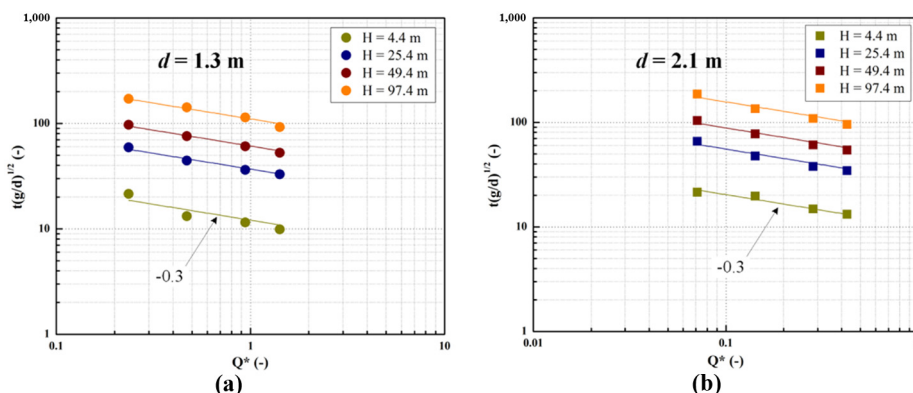 1,000
100
10
1
t(g/d)^1/2 (-)
d = 1.3 m
H = 4.4 m
H = 25.4 m
H = 49.4 m
H = 97.4 m
-0.3
0.1
1
10
Q* (-)
(a)
1,000
100
10
1
t(g/d)^1/2 (-)
d = 2.1 m
H = 4.4 m
H = 25.4 m
H = 49.4 m
H = 97.4 m
-0.3
0.01
0.1
1
Q* (-)
(b)